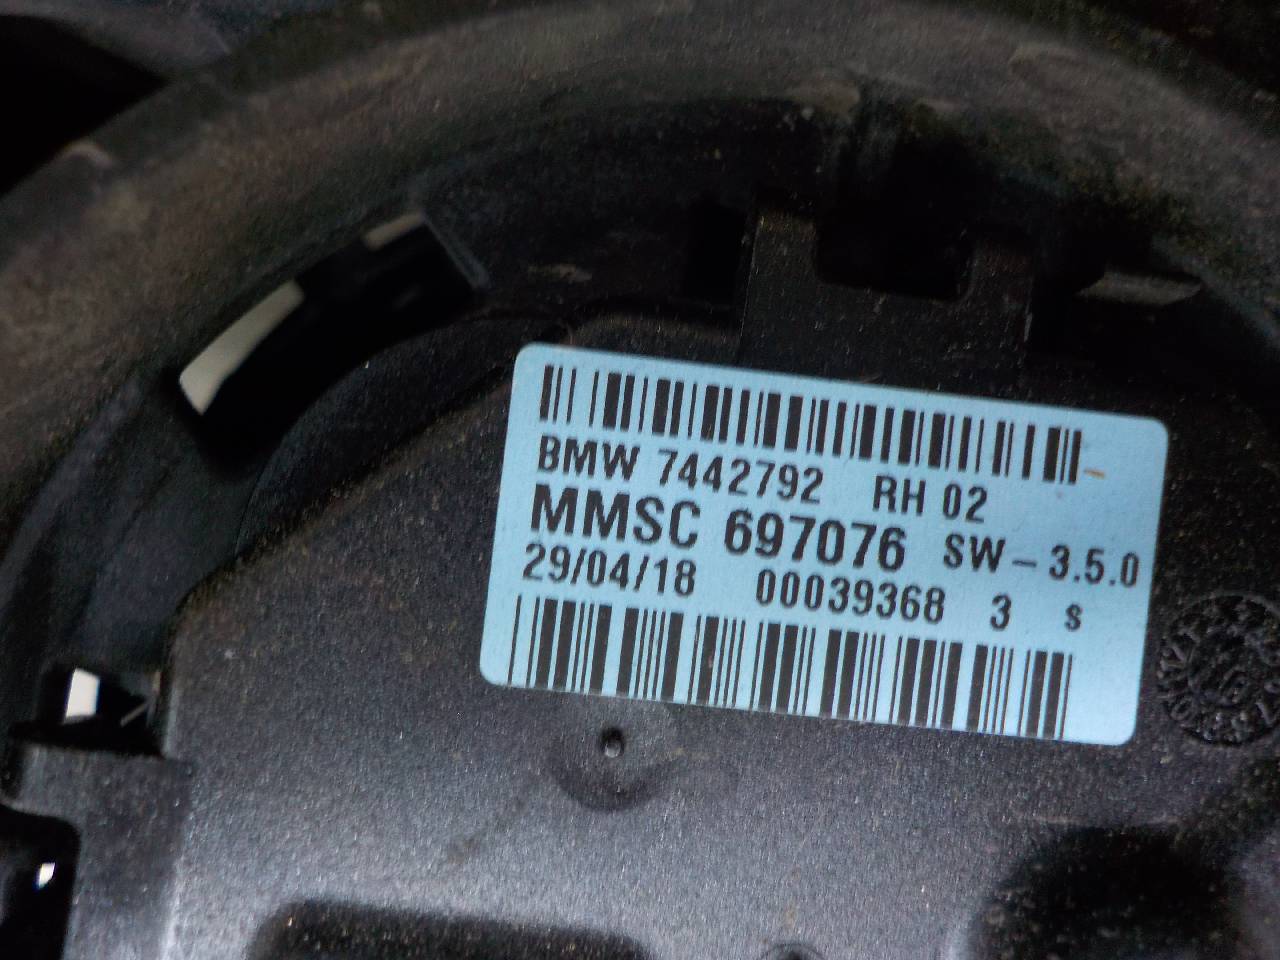 BMW 7442792 RH 02
MMSC 697076 SW-3.5.0
29/04/18 00039368 3 s